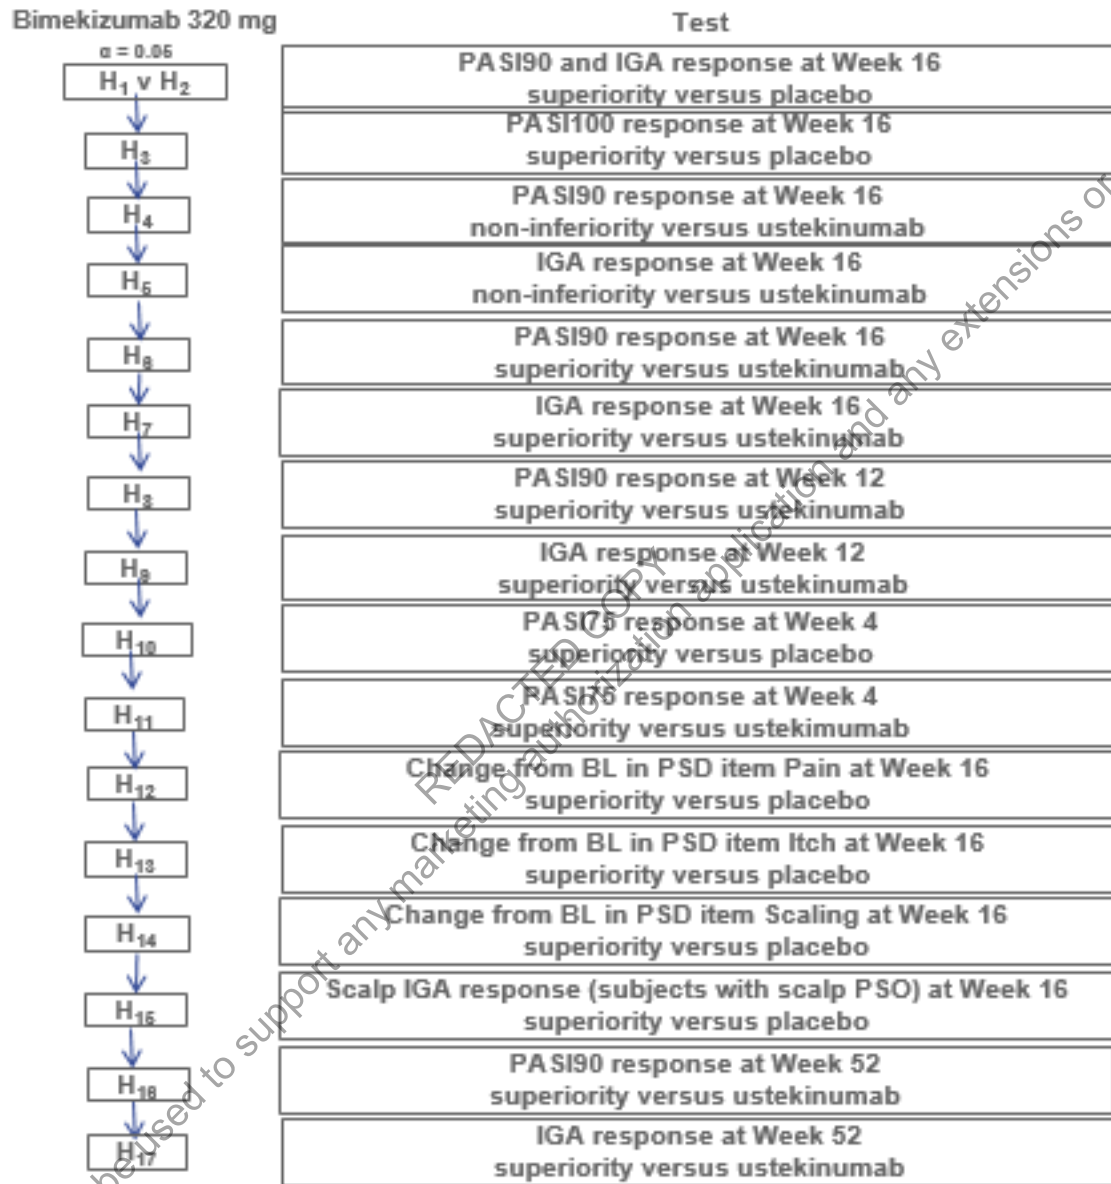 Bimekizumab 320 mg
Test
α = 0.05
H1 v H2
PASI90 and IGA response at Week 16
superiority versus placebo
H3
PASI100 response at Week 16
superiority versus placebo
H4
PASI90 response at Week 16
non-inferiority versus ustekinumab
H5
IGA response at Week 16
non-inferiority versus ustekinumab
H6
PASI90 response at Week 16
superiority versus ustekinumab
H7
IGA response at Week 16
superiority versus ustekinumab
H8
PASI90 response at Week 12
superiority versus ustekinumab
H9
IGA response at Week 12
superiority versus ustekinumab
H10
PASI75 response at Week 4
superiority versus placebo
H11
PASI75 response at Week 4
superiority versus ustekimumab
H12
Change from BL in PSD item Pain at Week 16
superiority versus placebo
H13
Change from BL in PSD item Itch at Week 16
superiority versus placebo
H14
Change from BL in PSD item Scaling at Week 16
superiority versus placebo
H15
Scalp IGA response (subjects with scalp PSO) at Week 16
superiority versus placebo
H16
PASI90 response at Week 52
superiority versus ustekinumab
H17
IGA response at Week 52
superiority versus ustekinumab
REDACTED COPY
be used to support any marketing authorization application and any extensions or